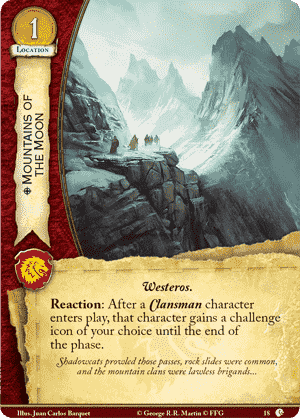 1
LOCATION
MOUNTAINS OF
THE MOON
Westeros.
Reaction: After a Clansman character
enters play, that character gains a challenge
icon of your choice until the end of
the phase.
Shadowcats prowled those passes, rock slides were common,
and the mountain clans were lawless brigands...
Illus. Juan Carlos Barquet
© George R.R. Martin © FFG
18